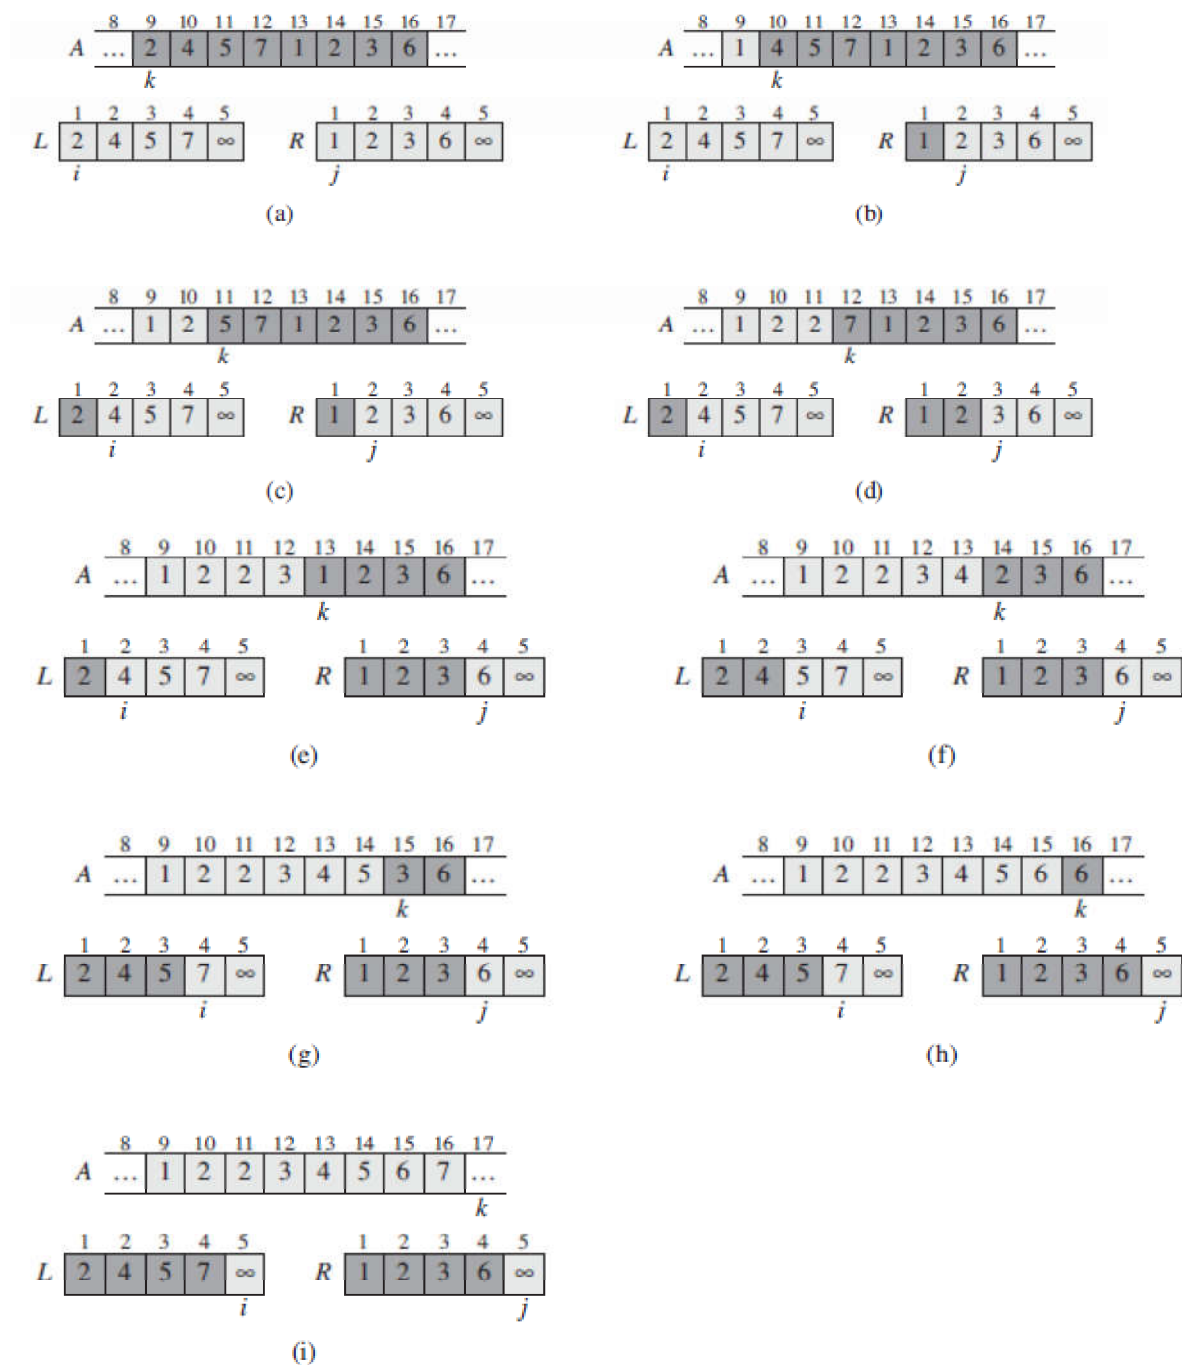 8 9 10 11 12 13 14 15 16 17
A ... 2 4 5 7 1 2 3 6 ...
k
1 2 3 4 5
L 2 4 5 7 ∞
i
1 2 3 4 5
R 1 2 3 6 ∞
j
(a)
8 9 10 11 12 13 14 15 16 17
A ... 1 4 5 7 1 2 3 6 ...
k
1 2 3 4 5
L 2 4 5 7 ∞
i
1 2 3 4 5
R 1 2 3 6 ∞
j
(b)
8 9 10 11 12 13 14 15 16 17
A ... 1 2 5 7 1 2 3 6 ...
k
1 2 3 4 5
L 2 4 5 7 ∞
i
1 2 3 4 5
R 1 2 3 6 ∞
j
(c)
8 9 10 11 12 13 14 15 16 17
A ... 1 2 2 7 1 2 3 6 ...
k
1 2 3 4 5
L 2 4 5 7 ∞
i
1 2 3 4 5
R 1 2 3 6 ∞
j
(d)
8 9 10 11 12 13 14 15 16 17
A ... 1 2 2 3 1 2 3 6 ...
k
1 2 3 4 5
L 2 4 5 7 ∞
i
1 2 3 4 5
R 1 2 3 6 ∞
j
(e)
8 9 10 11 12 13 14 15 16 17
A ... 1 2 2 3 4 2 3 6 ...
k
1 2 3 4 5
L 2 4 5 7 ∞
i
1 2 3 4 5
R 1 2 3 6 ∞
j
(f)
8 9 10 11 12 13 14 15 16 17
A ... 1 2 2 3 4 5 3 6 ...
k
1 2 3 4 5
L 2 4 5 7 ∞
i
1 2 3 4 5
R 1 2 3 6 ∞
j
(g)
8 9 10 11 12 13 14 15 16 17
A ... 1 2 2 3 4 5 6 6 ...
k
1 2 3 4 5
L 2 4 5 7 ∞
i
1 2 3 4 5
R 1 2 3 6 ∞
j
(h)
8 9 10 11 12 13 14 15 16 17
A ... 1 2 2 3 4 5 6 7 ...
k
1 2 3 4 5
L 2 4 5 7 ∞
i
1 2 3 4 5
R 1 2 3 6 ∞
j
(i)